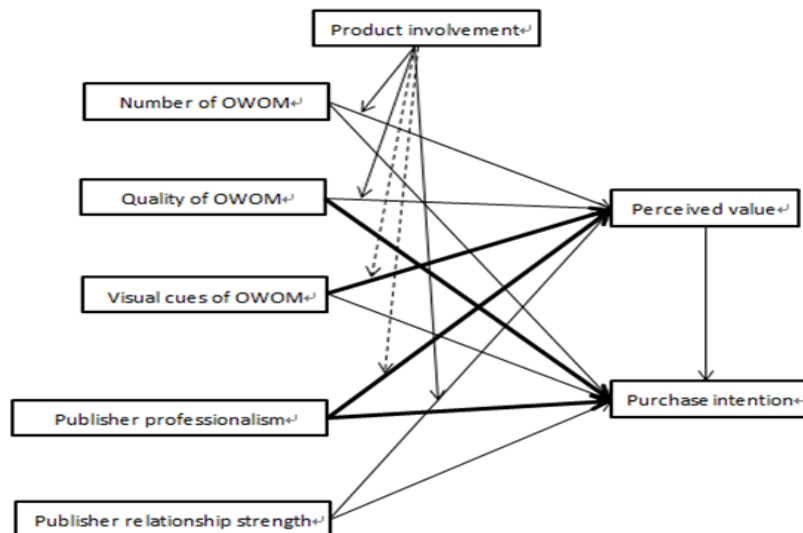 Product involvement↵
Number of OWOM↵
Quality of OWOM↵
Perceived value↵
Visual cues of OWOM↵
Purchase intention↵
Publisher professionalism↵
Publisher relationship strength↵